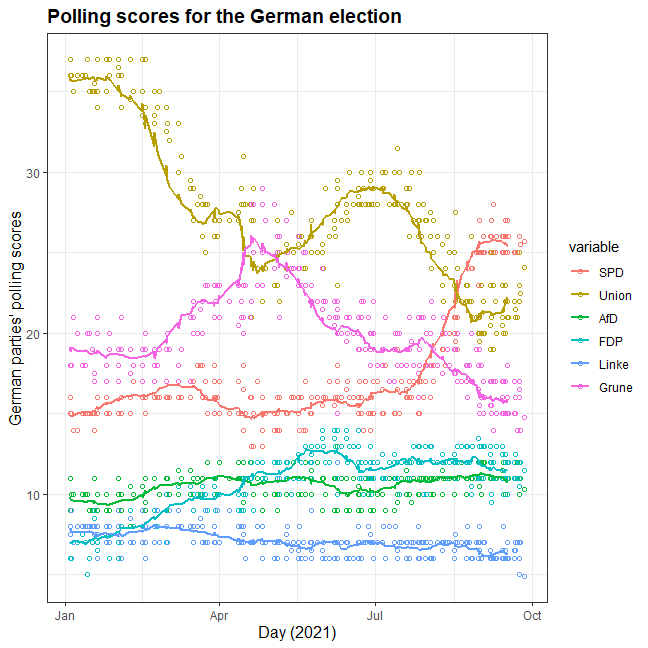 Polling scores for the German election
German parties' polling scores
30
20
10
Jan
Apr
Jul
Oct
Day (2021)
variable
SPD
Union
AfD
FDP
Linke
Grune